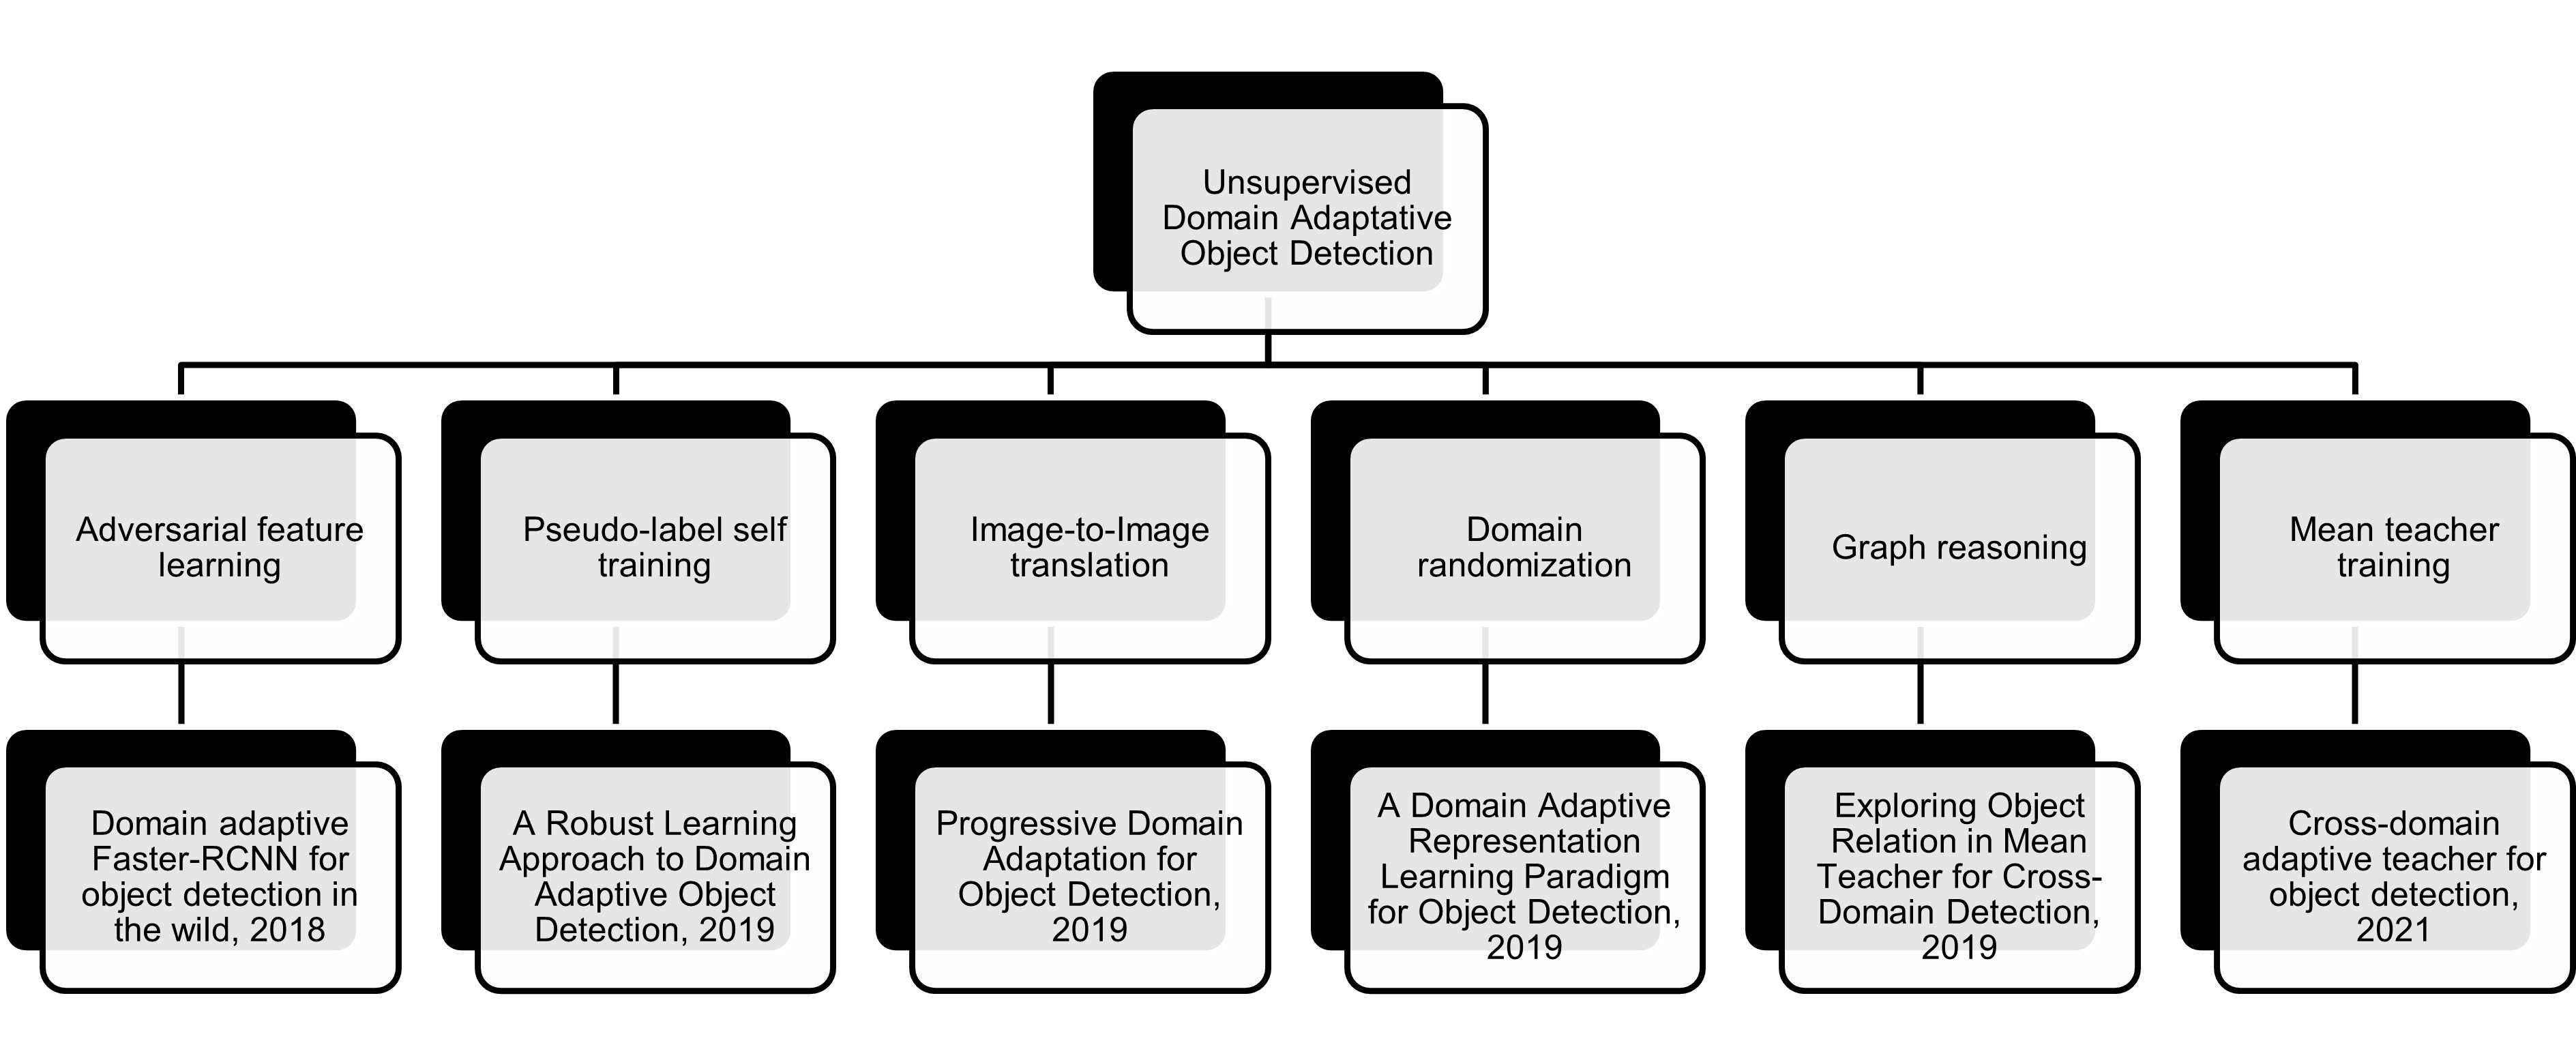 Unsupervised
Domain Adaptative
Object Detection
Adversarial feature
learning
Pseudo-label self
training
Image-to-Image
translation
Domain
randomization
Graph reasoning
Mean teacher
training
Domain adaptive
Faster-RCNN for
object detection in
the wild, 2018
A Robust Learning
Approach to Domain
Adaptive Object
Detection, 2019
Progressive Domain
Adaptation for
Object Detection,
2019
A Domain Adaptive
Representation
Learning Paradigm
for Object Detection,
2019
Exploring Object
Relation in Mean
Teacher for Cross-
Domain Detection,
2019
Cross-domain
adaptive teacher for
object detection,
2021